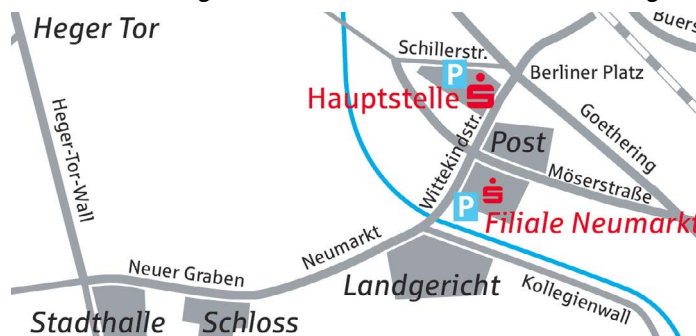 Heger Tor
Schillerstr.
Buers
P
Berliner Platz
Hauptstelle
Heger-Tor-Wall
Goethering
Wittekindstr.
Post
Möserstraße
P
Filiale Neumarkt
Neumarkt
Neuer Graben
Landgericht
Kollegienwall
Stadthalle
Schloss